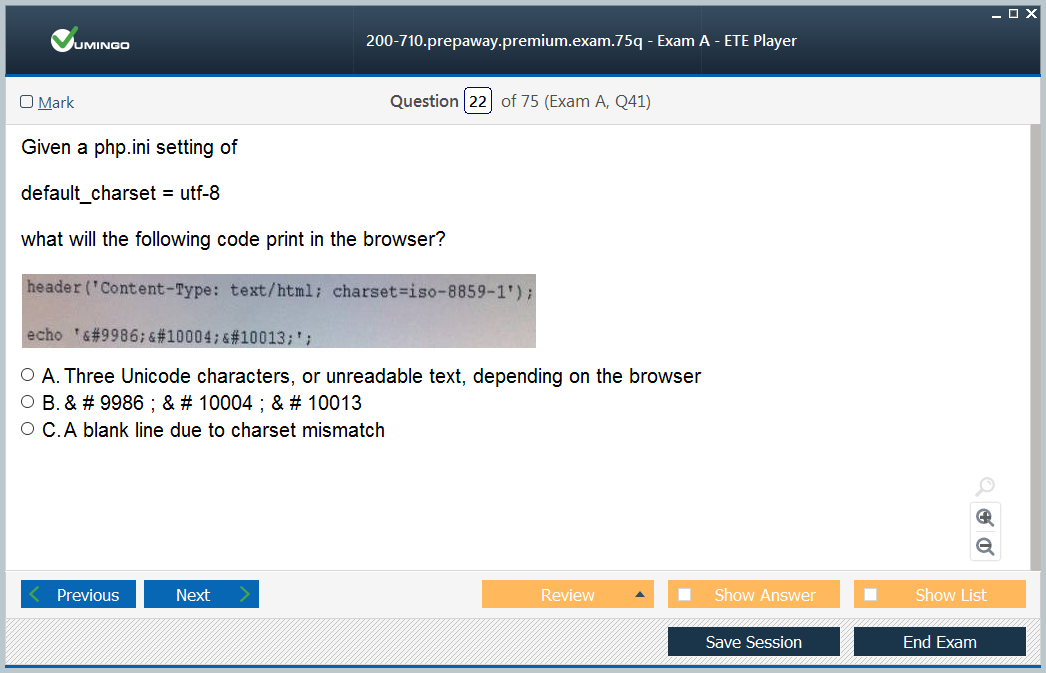 VUMINGO
200-710.prepaway.premium.exam.75q - Exam A - ETE Player
Mark
Question 22 of 75 (Exam A, Q41)
Given a php.ini setting of
default_charset = utf-8
what will the following code print in the browser?
header('Content-Type: text/html; charset=iso-8859-1');
echo '&#9986;&#10004;&#10013;';
A. Three Unicode characters, or unreadable text, depending on the browser
B. & # 9986 ; & # 10004 ; & # 10013
C. A blank line due to charset mismatch
Previous
Next
Review
Show Answer
Show List
Save Session
End Exam